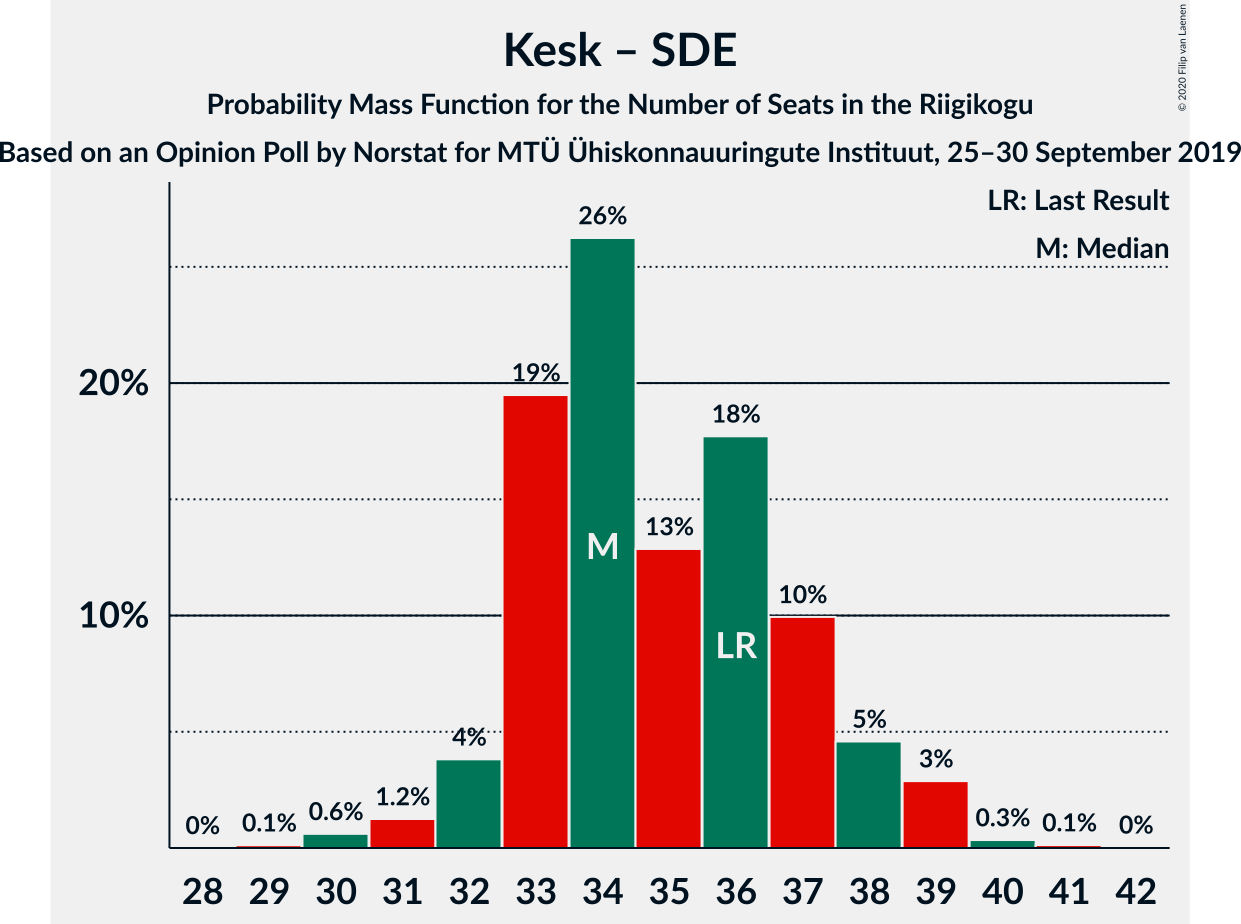 Kesk – SDE
Probability Mass Function for the Number of Seats in the Riigikogu
Based on an Opinion Poll by Norstat for MTÜ Ühiskonnauuringute Instituut, 25–30 September 2019
© 2020 Filip van Laenen
LR: Last Result
M: Median
26%
20%
19%
18%
13%
M
10%
10%
LR
5%
4%
3%
1.2%
0.6%
0.3%
0% 0.1% 0.1% 0%
28 29 30 31 32 33 34 35 36 37 38 39 40 41 42